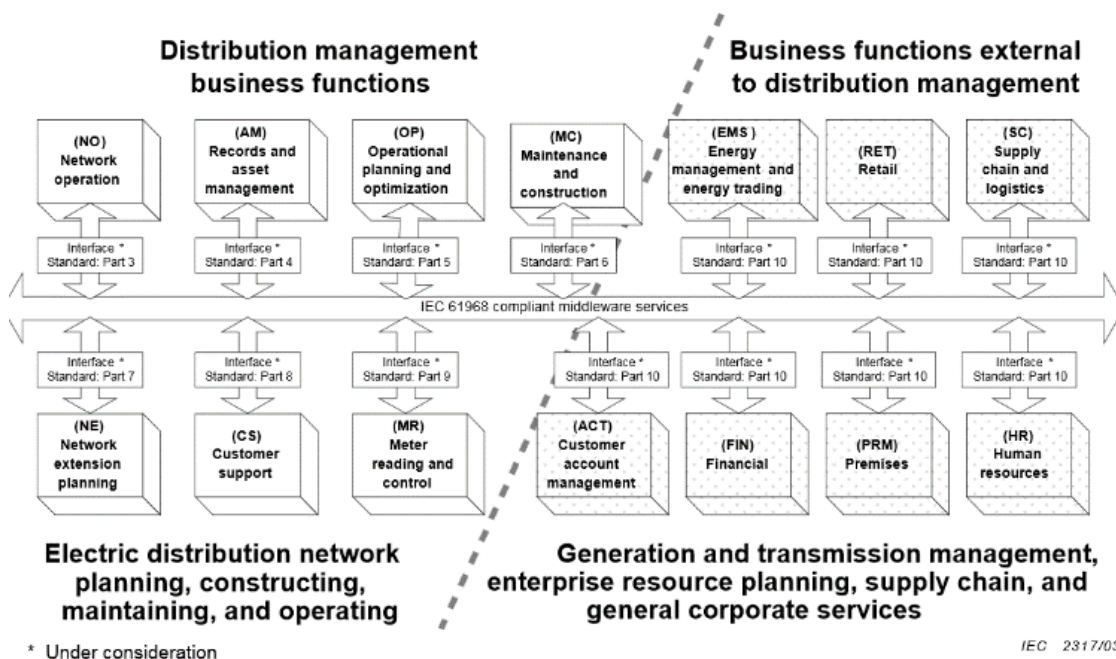 Distribution management
business functions
Business functions external
to distribution management
(NO)
Network
operation
(AM)
Records and
asset
management
(OP)
Operational
planning and
optimization
(MC)
Maintenance
and
construction
(EMS)
Energy
management and
energy trading
(RET)
Retail
(SC)
Supply
chain and
logistics
Interface *
Standard: Part 3
Interface *
Standard: Part 4
Interface *
Standard: Part 5
Interface *
Standard: Part 6
Interface *
Standard: Part 10
Interface *
Standard: Part 10
Interface *
Standard: Part 10
IEC 61968 compliant middleware services
Interface *
Standard: Part 7
Interface *
Standard: Part 8
Interface *
Standard: Part 9
Interface *
Standard: Part 10
Interface *
Standard: Part 10
Interface *
Standard: Part 10
Interface *
Standard: Part 10
(NE)
Network
extension
planning
(CS)
Customer
support
(MR)
Meter
reading and
control
(ACT)
Customer
account
management
(FIN)
Financial
(PRM)
Premises
(HR)
Human
resources
Electric distribution network
planning, constructing,
maintaining, and operating
Generation and transmission management,
enterprise resource planning, supply chain, and
general corporate services
* Under consideration
IEC 2317/03